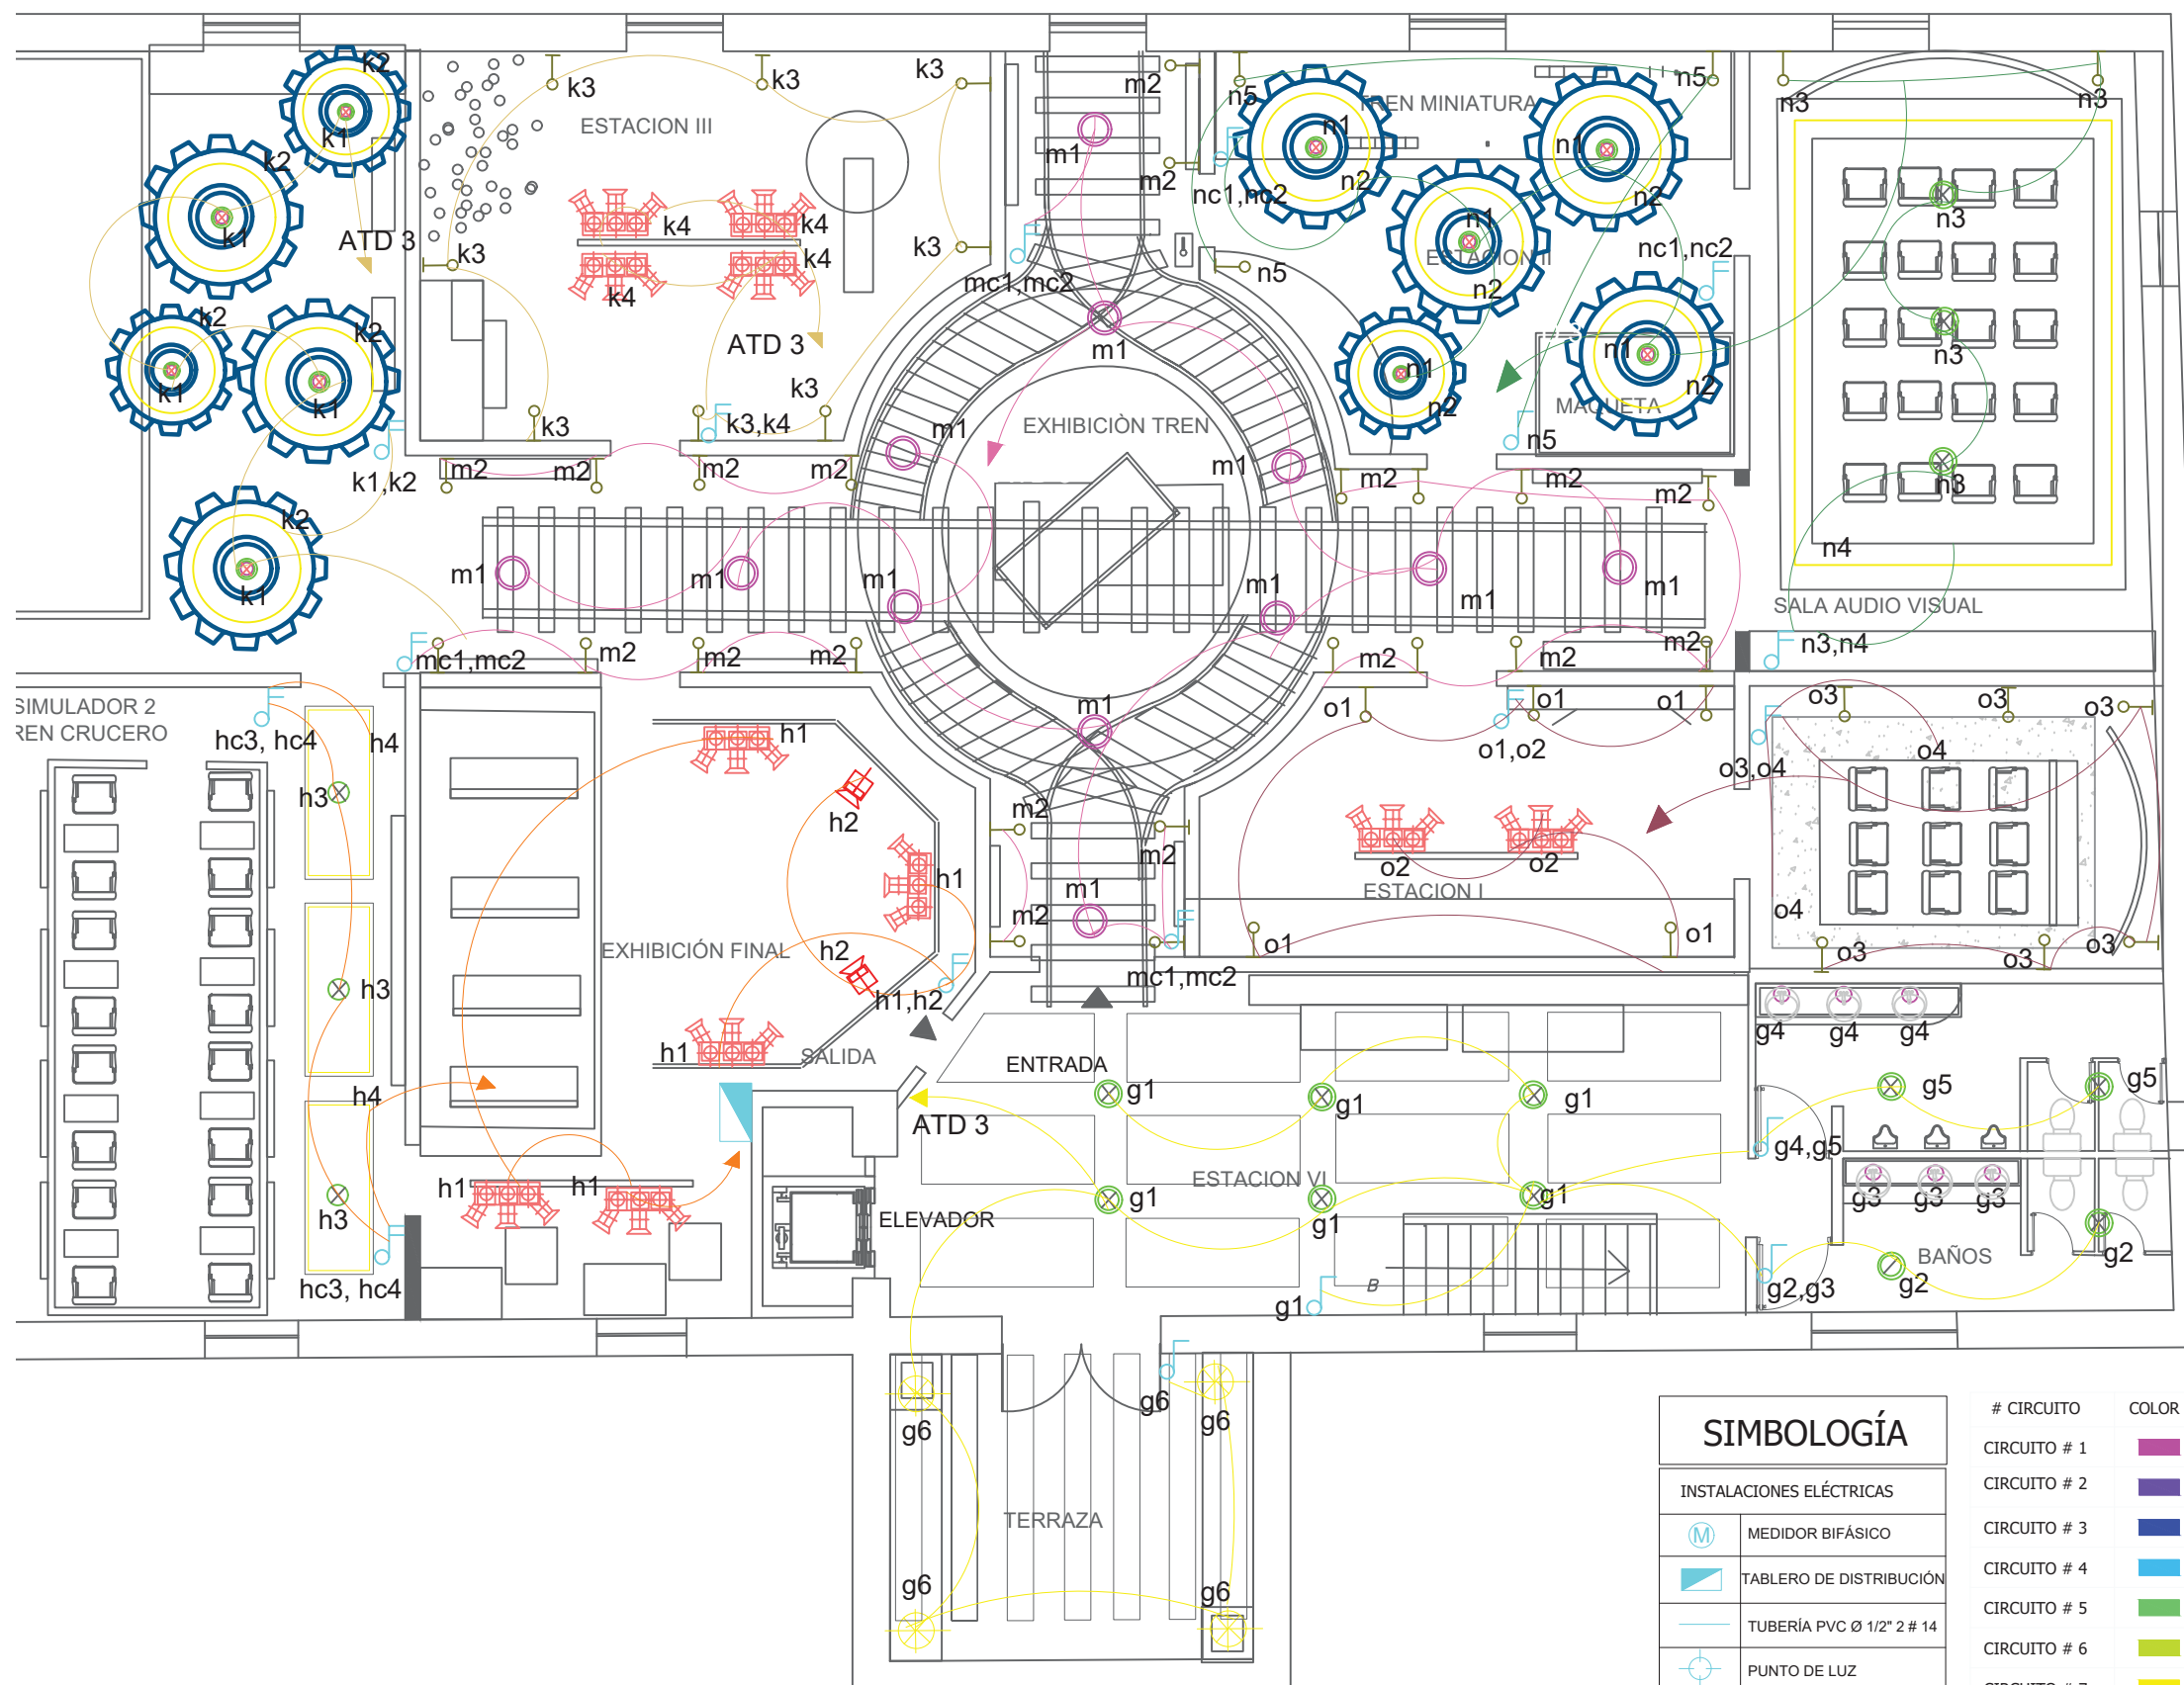 k2
k1
k2
k1
k2
k1
k2
k1
k2
k1
ATD 3
k1,k2
k3
k3
k3
ESTACION III
k4
k4
k4
k4
k3
k3
ATD 3
k3
k3
k3,k4
m2
m1
m2
mc1,mc2
m1
EXHIBICIÒN TREN
m1
m1
n5
TREN MINIATURA
n5
n1
n2
n1
n2
nc1,nc2
n1
ESTACION II
n2
n5
nc1,nc2
n1
n2
n1
n2
MAQUETA
n5
n3
n3
n3
n3
n3
n4
SALA AUDIO VISUAL
n3,n4
m2
m2
m2
m2
m2
m2
m2
m1
m1
m1
m1
m1
m1
mc1,mc2
m2
m2
m2
m2
m2
m2
m1
SIMULADOR 2
REN CRUCERO
hc3, hc4
h4
h3
h3
h4
h3
hc3, hc4
h1
h2
h1
EXHIBICIÓN FINAL
h2
h1,h2
h1
SALIDA
h1
h1
m2
m2
m1
m2
mc1,mc2
o1
o1
o1
o1,o2
o2
o2
ESTACION I
o1
o1
o3
o3
o3
o4
o3,o4
o4
o3
o3
o3
ENTRADA
g1
g1
g1
ATD 3
ESTACION VI
g1
g1
g1
ELEVADOR
B
g1
g4
g4
g4
g5
g5
g4,g5
g3
g3
g3
BAÑOS
g2
g2
g2,g3
g6
g6
g6
TERRAZA
g6
g6
SIMBOLOGÍA
INSTALACIONES ELÉCTRICAS
M
MEDIDOR BIFÁSICO
TABLERO DE DISTRIBUCIÓN
TUBERÍA PVC Ø 1/2" 2 # 14
PUNTO DE LUZ
# CIRCUITO
COLOR
CIRCUITO # 1
CIRCUITO # 2
CIRCUITO # 3
CIRCUITO # 4
CIRCUITO # 5
CIRCUITO # 6
CIRCUITO # 7